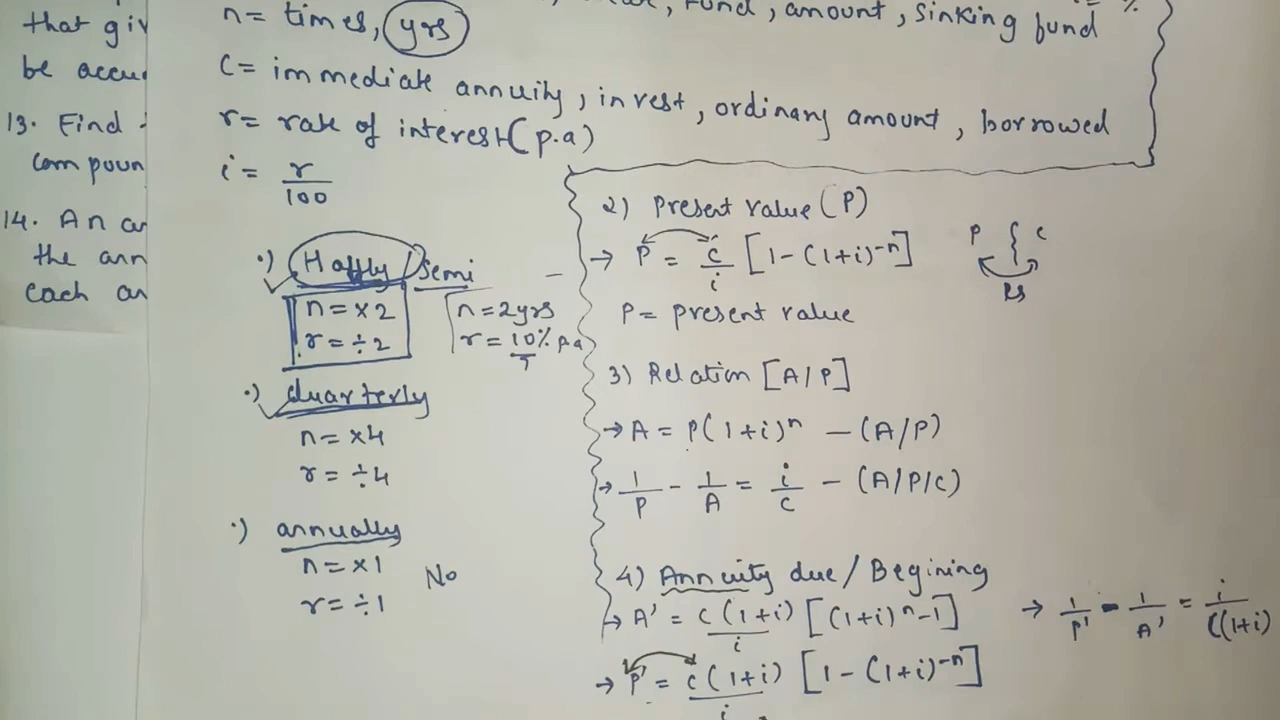 that giv
be accu
13. Find
compoun
14. An an
the ann
each an
fund, amount, sinking fund
%
n = times, yrs
C = immediate annuity, invest, ordinary amount, borrowed
r = rate of interest (p.a)
i = r/100
•) Halfly / Semi
n = ×2
r = ÷2
n = 2yrs
r = 10% p.a
•) Quarterly
n = ×4
r = ÷4
•) annually
n = ×1
r = ÷1
No
2) Present value (P)
→ P = c/i [1-(1+i)^-n]
P } c
Rs
P = present value
3) Relation [A/P]
→ A = P(1+i)^n - (A/P)
→ 1/P - 1/A = i/c - (A/P/C)
4) Annuity due / Begining
→ A' = c(1+i)/i [(1+i)^n-1]
→ 1/P' - 1/A' = i/(C(1+i)
→ P' = c(1+i)/i [1-(1+i)^-n]